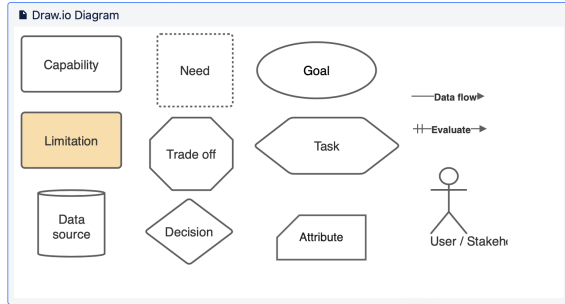 Draw.io Diagram
Capability
Need
Goal
Data flow
Limitation
Trade off
Task
Evaluate
Data
source
Decision
Attribute
User / Stakeh